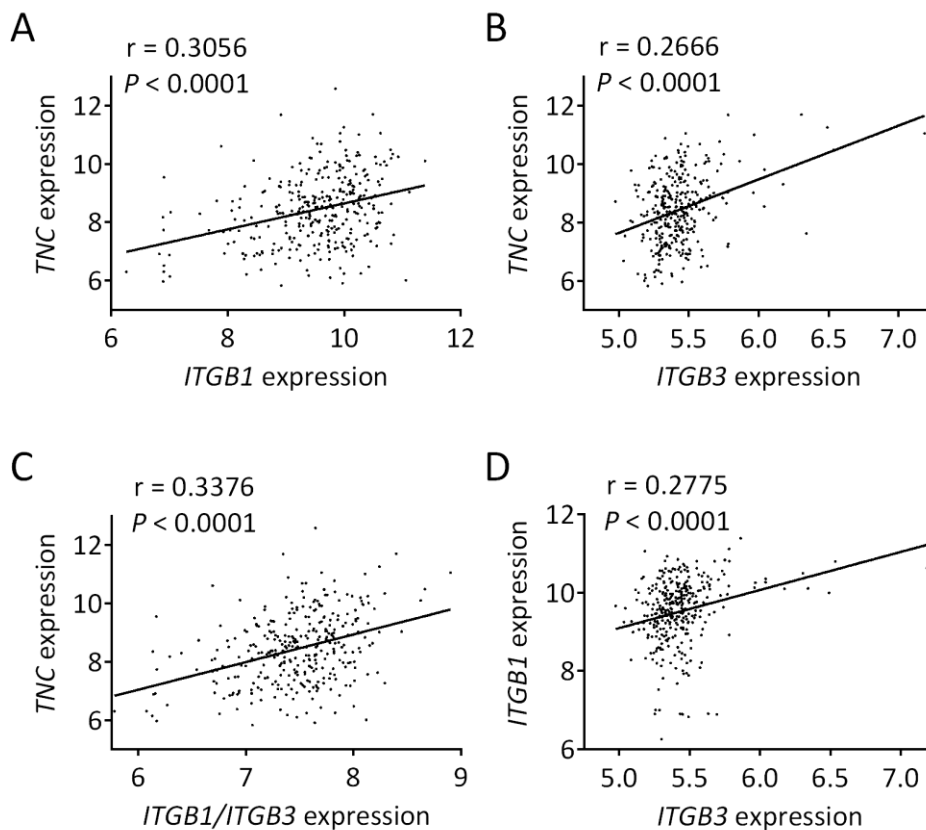 A
r = 0.3056
P < 0.0001
12
10
8
6
TNC expression
6 8 10 12
ITGB1 expression
B
r = 0.2666
P < 0.0001
12
10
8
6
TNC expression
5.0 5.5 6.0 6.5 7.0
ITGB3 expression
C
r = 0.3376
P < 0.0001
12
10
8
6
TNC expression
6 7 8 9
ITGB1/ITGB3 expression
D
r = 0.2775
P < 0.0001
12
10
8
6
ITGB1 expression
5.0 5.5 6.0 6.5 7.0
ITGB3 expression